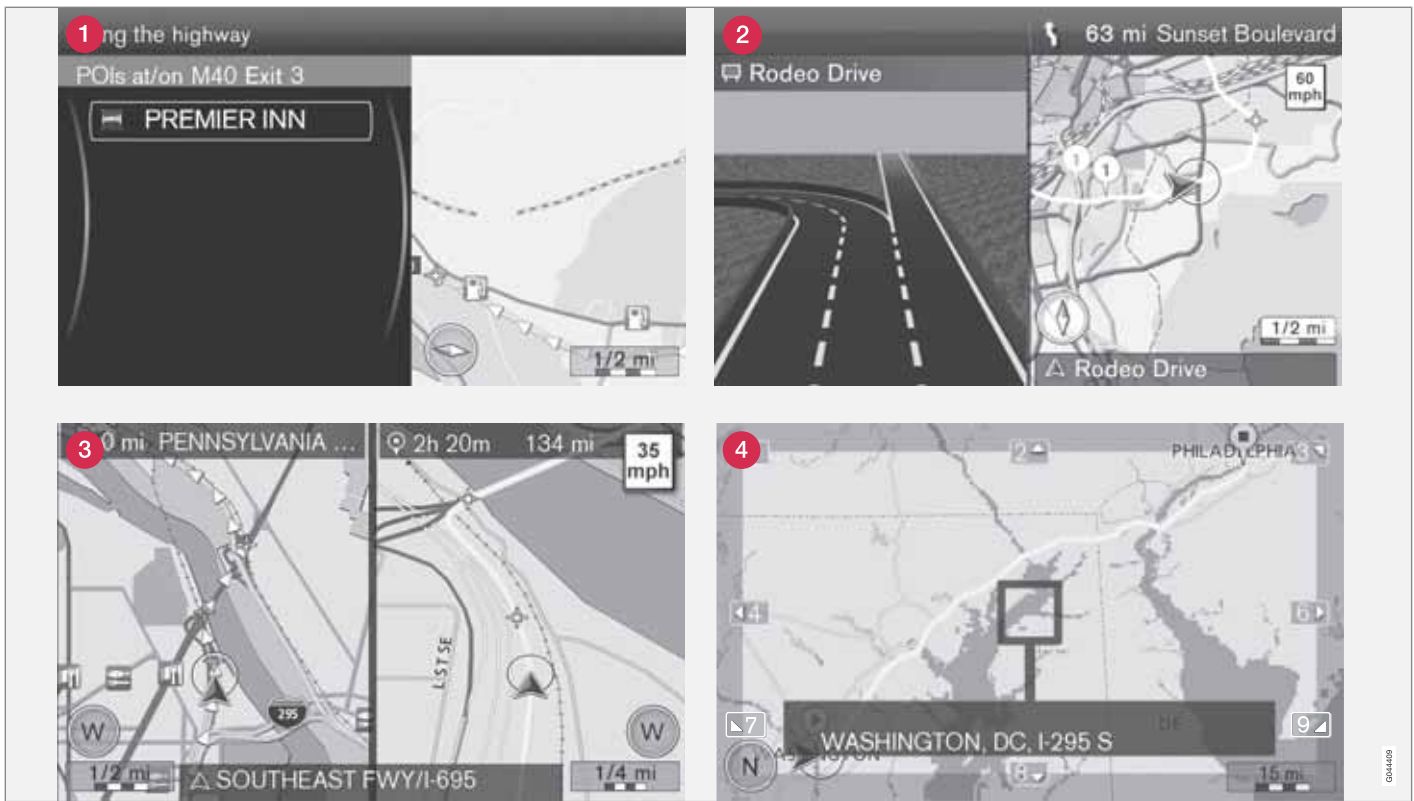 1
ng the highway
POIs at/on M40 Exit 3
PREMIER INN
1/2 mi
2
63 mi Sunset Boulevard
Rodeo Drive
60
mph
1
1
1/2 mi
Rodeo Drive
3
0 mi PENNSYLVANIA ...
2h 20m 134 mi
35
mph
L ST SE
295
W
W
1/2 mi
SOUTHEAST FWY/I-695
1/4 mi
4
2
3
PHILADELPHIA
4
6
7
9
WASHINGTON, DC, I-295 S
N
8
15 mi
G044409